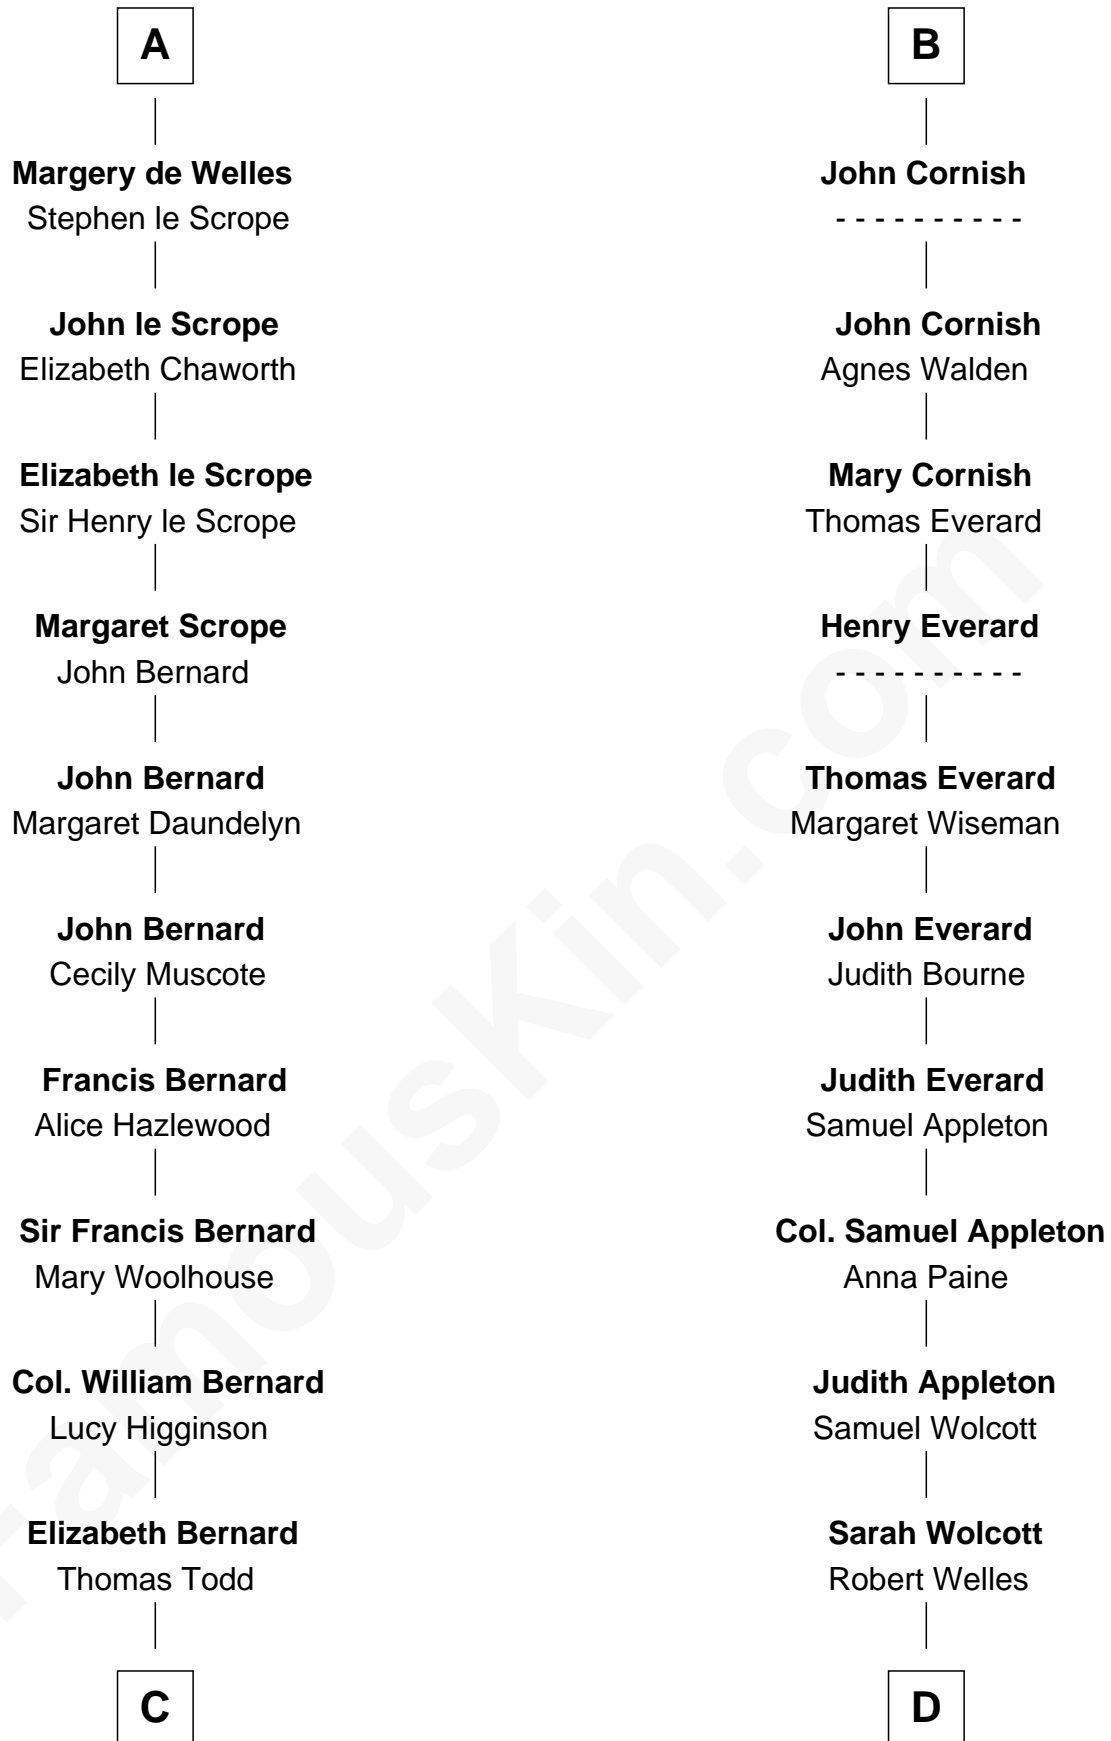 A
Margery de Welles
Stephen le Scrope
John le Scrope
Elizabeth Chaworth
Elizabeth le Scrope
Sir Henry le Scrope
Margaret Scrope
John Bernard
John Bernard
Margaret Daundelyn
John Bernard
Cecily Muscote
Francis Bernard
Alice Hazlewood
Sir Francis Bernard
Mary Woolhouse
Col. William Bernard
Lucy Higginson
Elizabeth Bernard
Thomas Todd
C
B
John Cornish
- - - - - - - - - -
John Cornish
Agnes Walden
Mary Cornish
Thomas Everard
Henry Everard
- - - - - - - - - -
Thomas Everard
Margaret Wiseman
John Everard
Judith Bourne
Judith Everard
Samuel Appleton
Col. Samuel Appleton
Anna Paine
Judith Appleton
Samuel Wolcott
Sarah Wolcott
Robert Welles
D
FamousKin.com